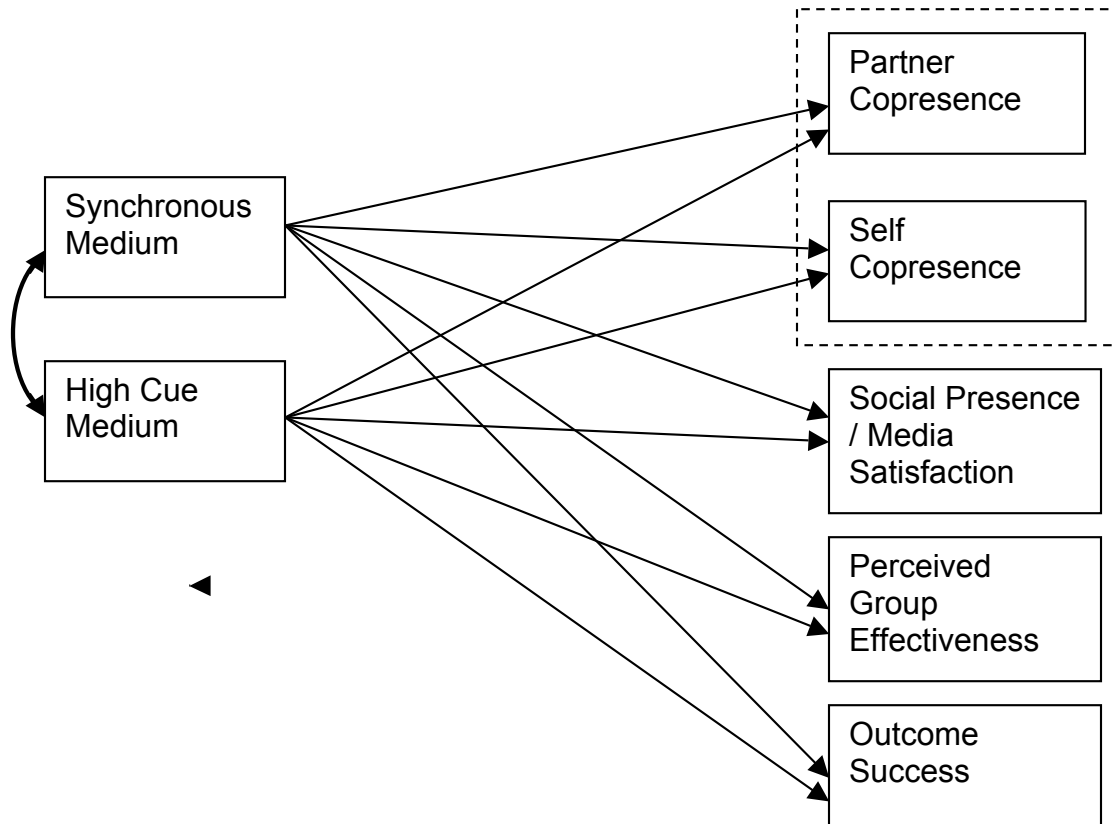 Partner
Copresence
Synchronous
Medium
Self
Copresence
High Cue
Medium
Social Presence
/ Media
Satisfaction
Perceived
Group
Effectiveness
Outcome
Success